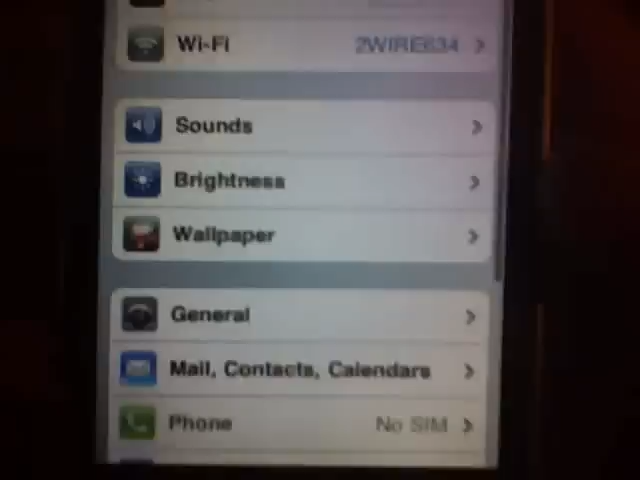 Wi-Fi 2WIRE634
Sounds
Brightness
Wallpaper
General
Mail, Contacts, Calendars
Phone No SIM